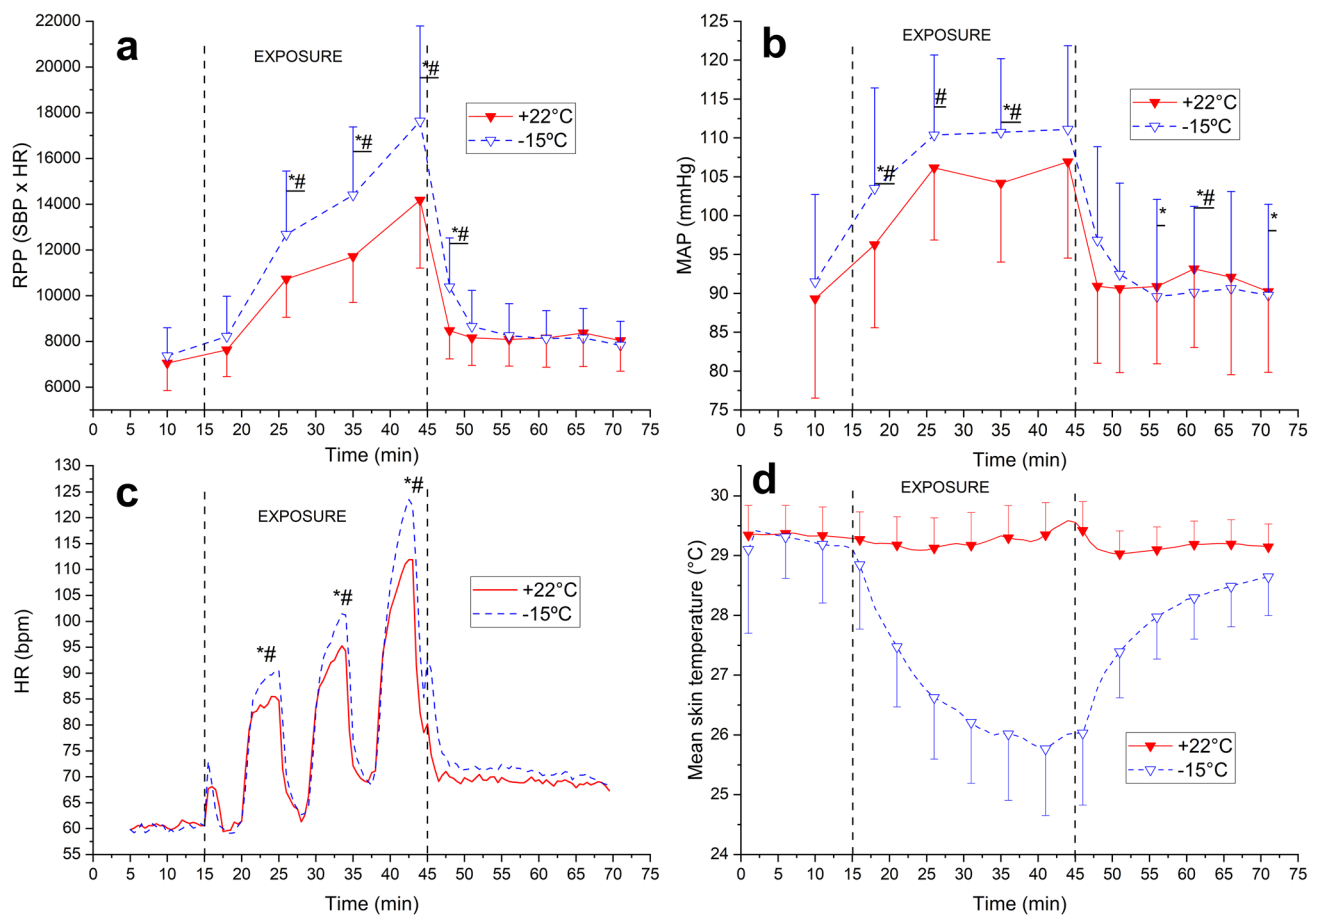 a
EXPOSURE
22000
20000
18000
16000
14000
12000
10000
8000
6000
RPP (SBP x HR)
*#
*#
*#
*#
+22°C
-15ºC
0 5 10 15 20 25 30 35 40 45 50 55 60 65 70 75
Time (min)
b
EXPOSURE
125
120
115
110
105
100
95
90
85
80
75
MAP (mmHg)
*#
#
*#
*
*#
*
+22°C
-15°C
0 5 10 15 20 25 30 35 40 45 50 55 60 65 70 75
Time (min)
c
EXPOSURE
130
125
120
115
110
105
100
95
90
85
80
75
70
65
60
55
HR (bpm)
*#
*#
*#
+22°C
-15ºC
0 5 10 15 20 25 30 35 40 45 50 55 60 65 70 75
Time (min)
d
EXPOSURE
30
29
28
27
26
25
24
Mean skin temperature (°C)
+22°C
-15°C
0 5 10 15 20 25 30 35 40 45 50 55 60 65 70 75
Time (min)